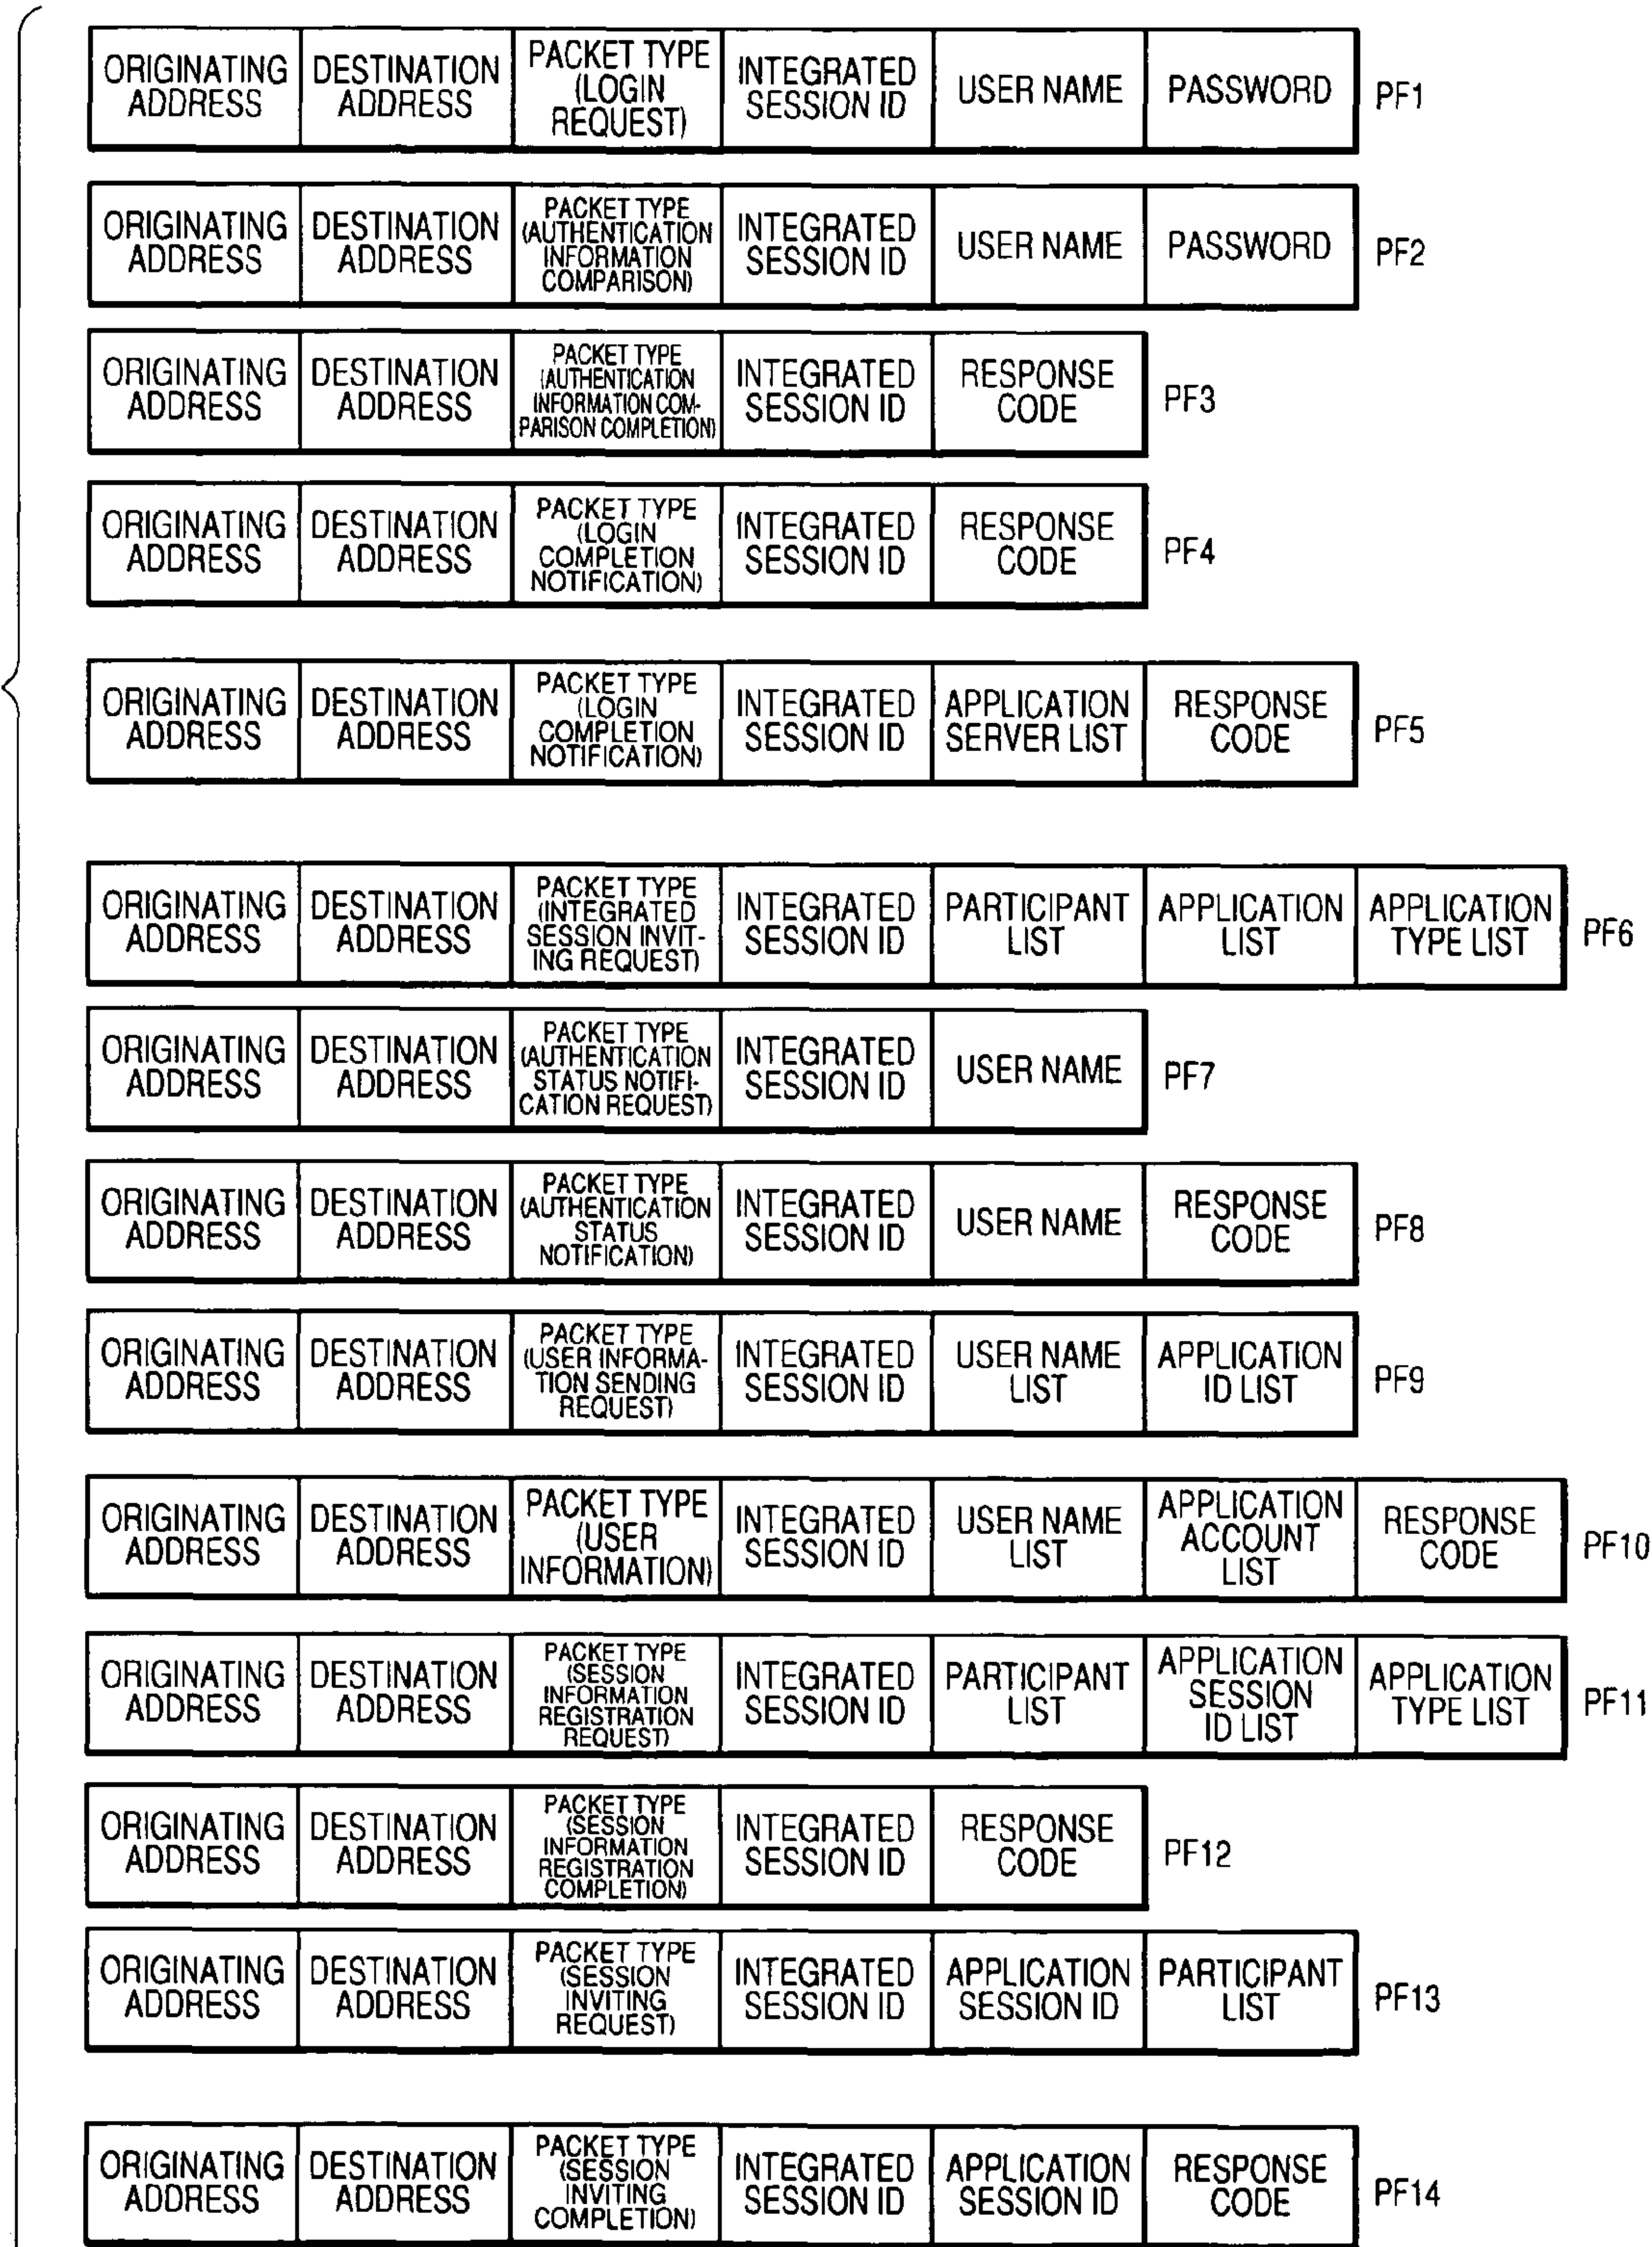 ORIGINATING ADDRESS DESTINATION ADDRESS PACKET TYPE (LOGIN REQUEST) INTEGRATED SESSION ID USER NAME PASSWORD PF1
ORIGINATING ADDRESS DESTINATION ADDRESS PACKET TYPE (AUTHENTICATION INFORMATION COMPARISON) INTEGRATED SESSION ID USER NAME PASSWORD PF2
ORIGINATING ADDRESS DESTINATION ADDRESS PACKET TYPE (AUTHENTICATION INFORMATION COM-PARISON COMPLETION) INTEGRATED SESSION ID RESPONSE CODE PF3
ORIGINATING ADDRESS DESTINATION ADDRESS PACKET TYPE (LOGIN COMPLETION NOTIFICATION) INTEGRATED SESSION ID RESPONSE CODE PF4
ORIGINATING ADDRESS DESTINATION ADDRESS PACKET TYPE (LOGIN COMPLETION NOTIFICATION) INTEGRATED SESSION ID APPLICATION SERVER LIST RESPONSE CODE PF5
ORIGINATING ADDRESS DESTINATION ADDRESS PACKET TYPE (INTEGRATED SESSION INVIT-ING REQUEST) INTEGRATED SESSION ID PARTICIPANT LIST APPLICATION LIST APPLICATION TYPE LIST PF6
ORIGINATING ADDRESS DESTINATION ADDRESS PACKET TYPE (AUTHENTICATION STATUS NOTIFI-CATION REQUEST) INTEGRATED SESSION ID USER NAME PF7
ORIGINATING ADDRESS DESTINATION ADDRESS PACKET TYPE (AUTHENTICATION STATUS NOTIFICATION) INTEGRATED SESSION ID USER NAME RESPONSE CODE PF8
ORIGINATING ADDRESS DESTINATION ADDRESS PACKET TYPE (USER INFORMA-TION SENDING REQUEST) INTEGRATED SESSION ID USER NAME LIST APPLICATION ID LIST PF9
ORIGINATING ADDRESS DESTINATION ADDRESS PACKET TYPE (USER INFORMATION) INTEGRATED SESSION ID USER NAME LIST APPLICATION ACCOUNT LIST RESPONSE CODE PF10
ORIGINATING ADDRESS DESTINATION ADDRESS PACKET TYPE (SESSION INFORMATION REGISTRATION REQUEST) INTEGRATED SESSION ID PARTICIPANT LIST APPLICATION SESSION ID LIST APPLICATION TYPE LIST PF11
ORIGINATING ADDRESS DESTINATION ADDRESS PACKET TYPE (SESSION INFORMATION REGISTRATION COMPLETION) INTEGRATED SESSION ID RESPONSE CODE PF12
ORIGINATING ADDRESS DESTINATION ADDRESS PACKET TYPE (SESSION INVITING REQUEST) INTEGRATED SESSION ID APPLICATION SESSION ID PARTICIPANT LIST PF13
ORIGINATING ADDRESS DESTINATION ADDRESS PACKET TYPE (SESSION INVITING COMPLETION) INTEGRATED SESSION ID APPLICATION SESSION ID RESPONSE CODE PF14